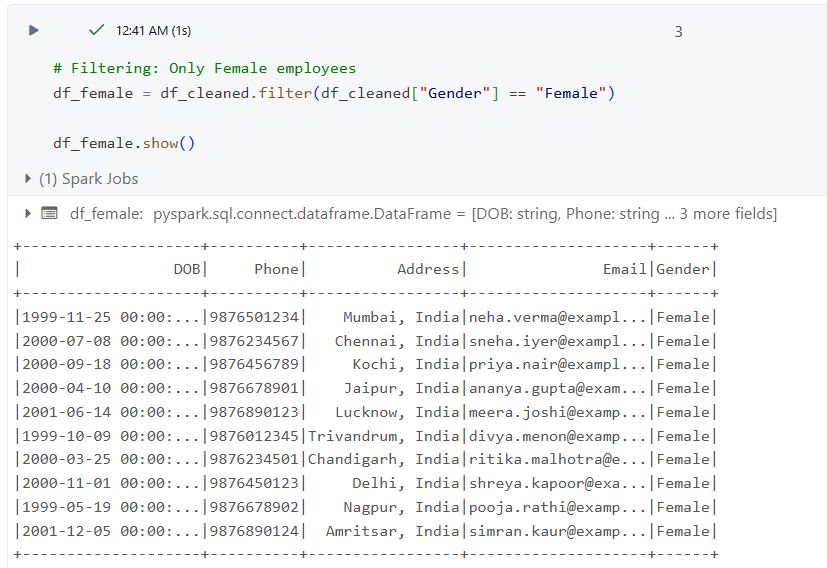 12:41 AM (1s) 3
# Filtering: Only Female employees
df_female = df_cleaned.filter(df_cleaned["Gender"] == "Female")
df_female.show()
(1) Spark Jobs
df_female: pyspark.sql.connect.dataframe.DataFrame = [DOB: string, Phone: string ... 3 more fields]
+-------------------+----------+----------------+-------------------+------+
|                DOB|     Phone|         Address|              Email|Gender|
+-------------------+----------+----------------+-------------------+------+
|1999-11-25 00:00:...|9876501234|    Mumbai, India|neha.verma@exampl...|Female|
|2000-07-08 00:00:...|9876234567|   Chennai, India|sneha.iyer@exampl...|Female|
|2000-09-18 00:00:...|9876456789|     Kochi, India|priya.nair@exampl...|Female|
|2000-04-10 00:00:...|9876678901|    Jaipur, India|ananya.gupta@exam...|Female|
|2001-06-14 00:00:...|9876890123|   Lucknow, India|meera.joshi@examp...|Female|
|1999-10-09 00:00:...|9876012345|Trivandrum, India|divya.menon@examp...|Female|
|2000-03-25 00:00:...|9876234501|Chandigarh, India|ritika.malhotra@e...|Female|
|2000-11-01 00:00:...|9876450123|     Delhi, India|shreya.kapoor@exa...|Female|
|1999-05-19 00:00:...|9876678902|    Nagpur, India|pooja.rathi@examp...|Female|
|2001-12-05 00:00:...|9876890124|  Amritsar, India|simran.kaur@examp...|Female|
+-------------------+----------+----------------+-------------------+------+